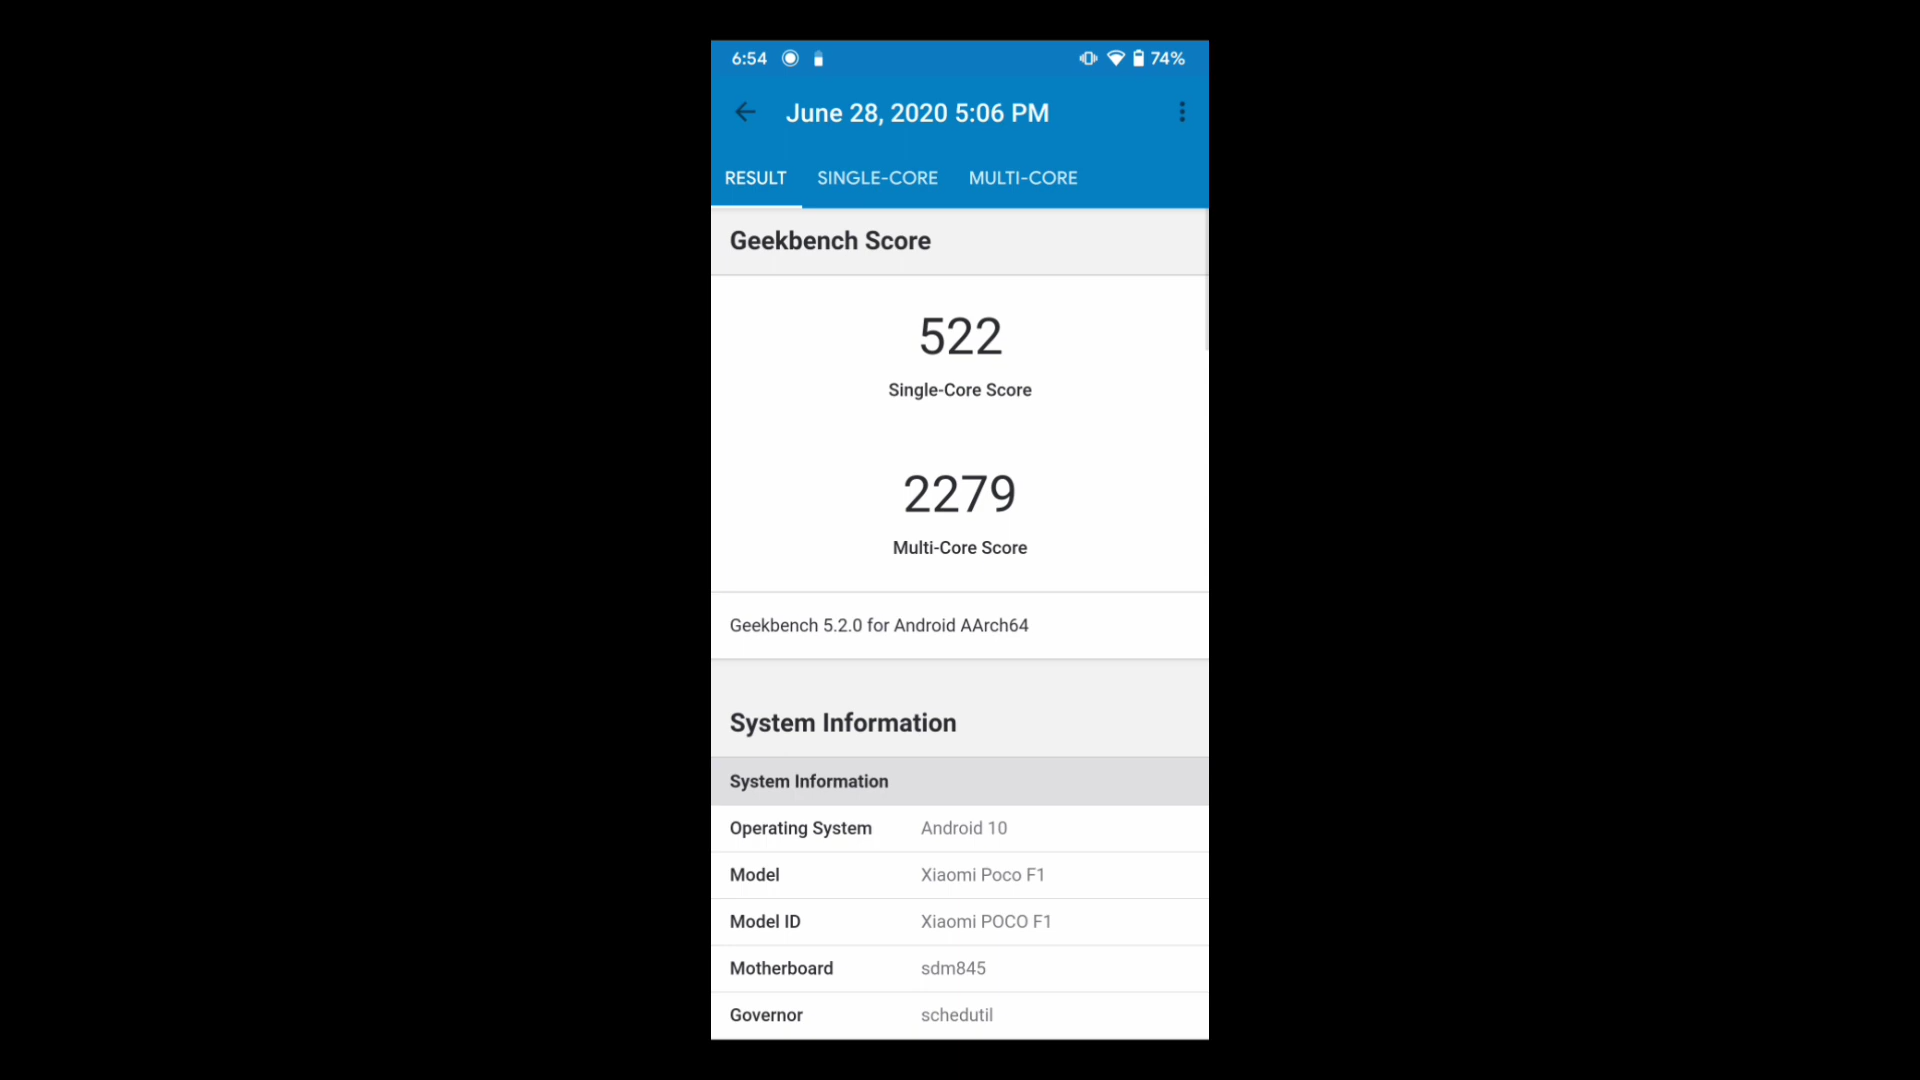 6:54 74%
June 28, 2020 5:06 PM
RESULT SINGLE-CORE MULTI-CORE
Geekbench Score
522
Single-Core Score
2279
Multi-Core Score
Geekbench 5.2.0 for Android AArch64
System Information
System Information
Operating System Android 10
Model Xiaomi Poco F1
Model ID Xiaomi POCO F1
Motherboard sdm845
Governor schedutil